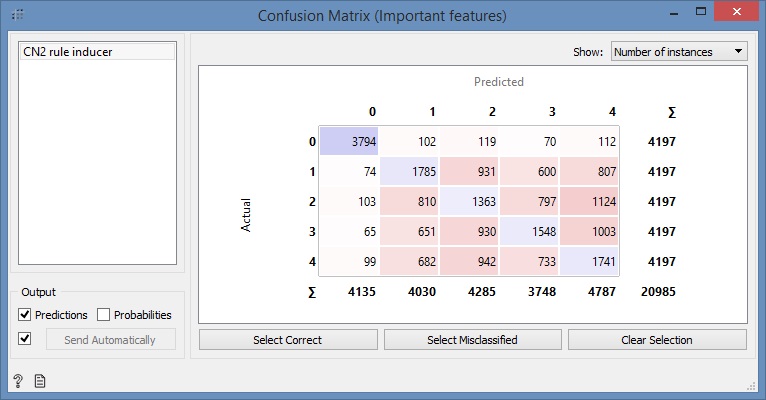 Confusion Matrix (Important features)
CN2 rule inducer
Show: Number of instances
Predicted
0 1 2 3 4 Σ
0 3794 102 119 70 112 4197
1 74 1785 931 600 807 4197
2 103 810 1363 797 1124 4197
3 65 651 930 1548 1003 4197
4 99 682 942 733 1741 4197
Σ 4135 4030 4285 3748 4787 20985
Actual
Output
Predictions Probabilities
Send Automatically
Select Correct Select Misclassified Clear Selection
?